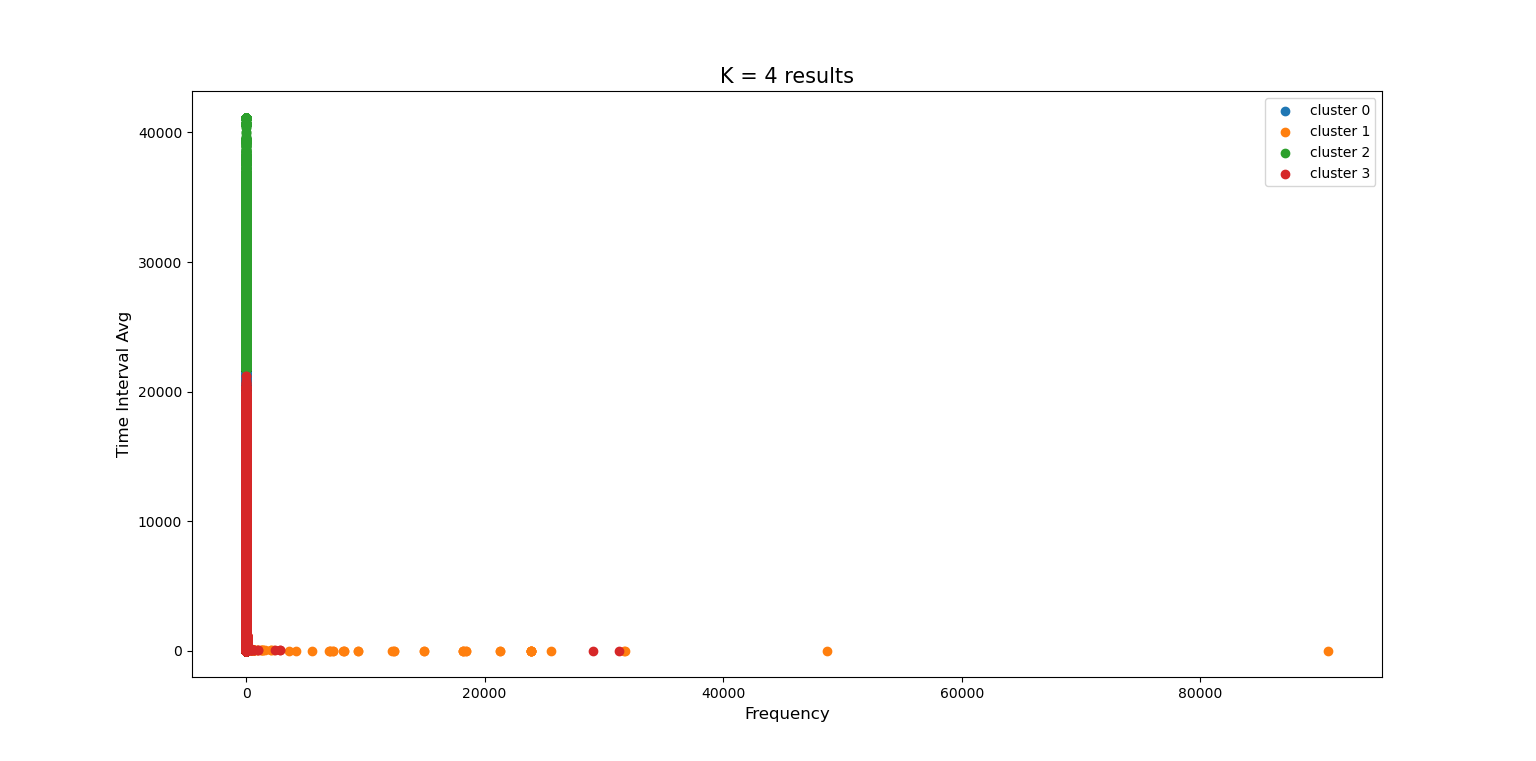 K = 4 results
cluster 0
cluster 1
cluster 2
cluster 3
40000
30000
20000
10000
0
Time Interval Avg
0
20000
40000
60000
80000
Frequency